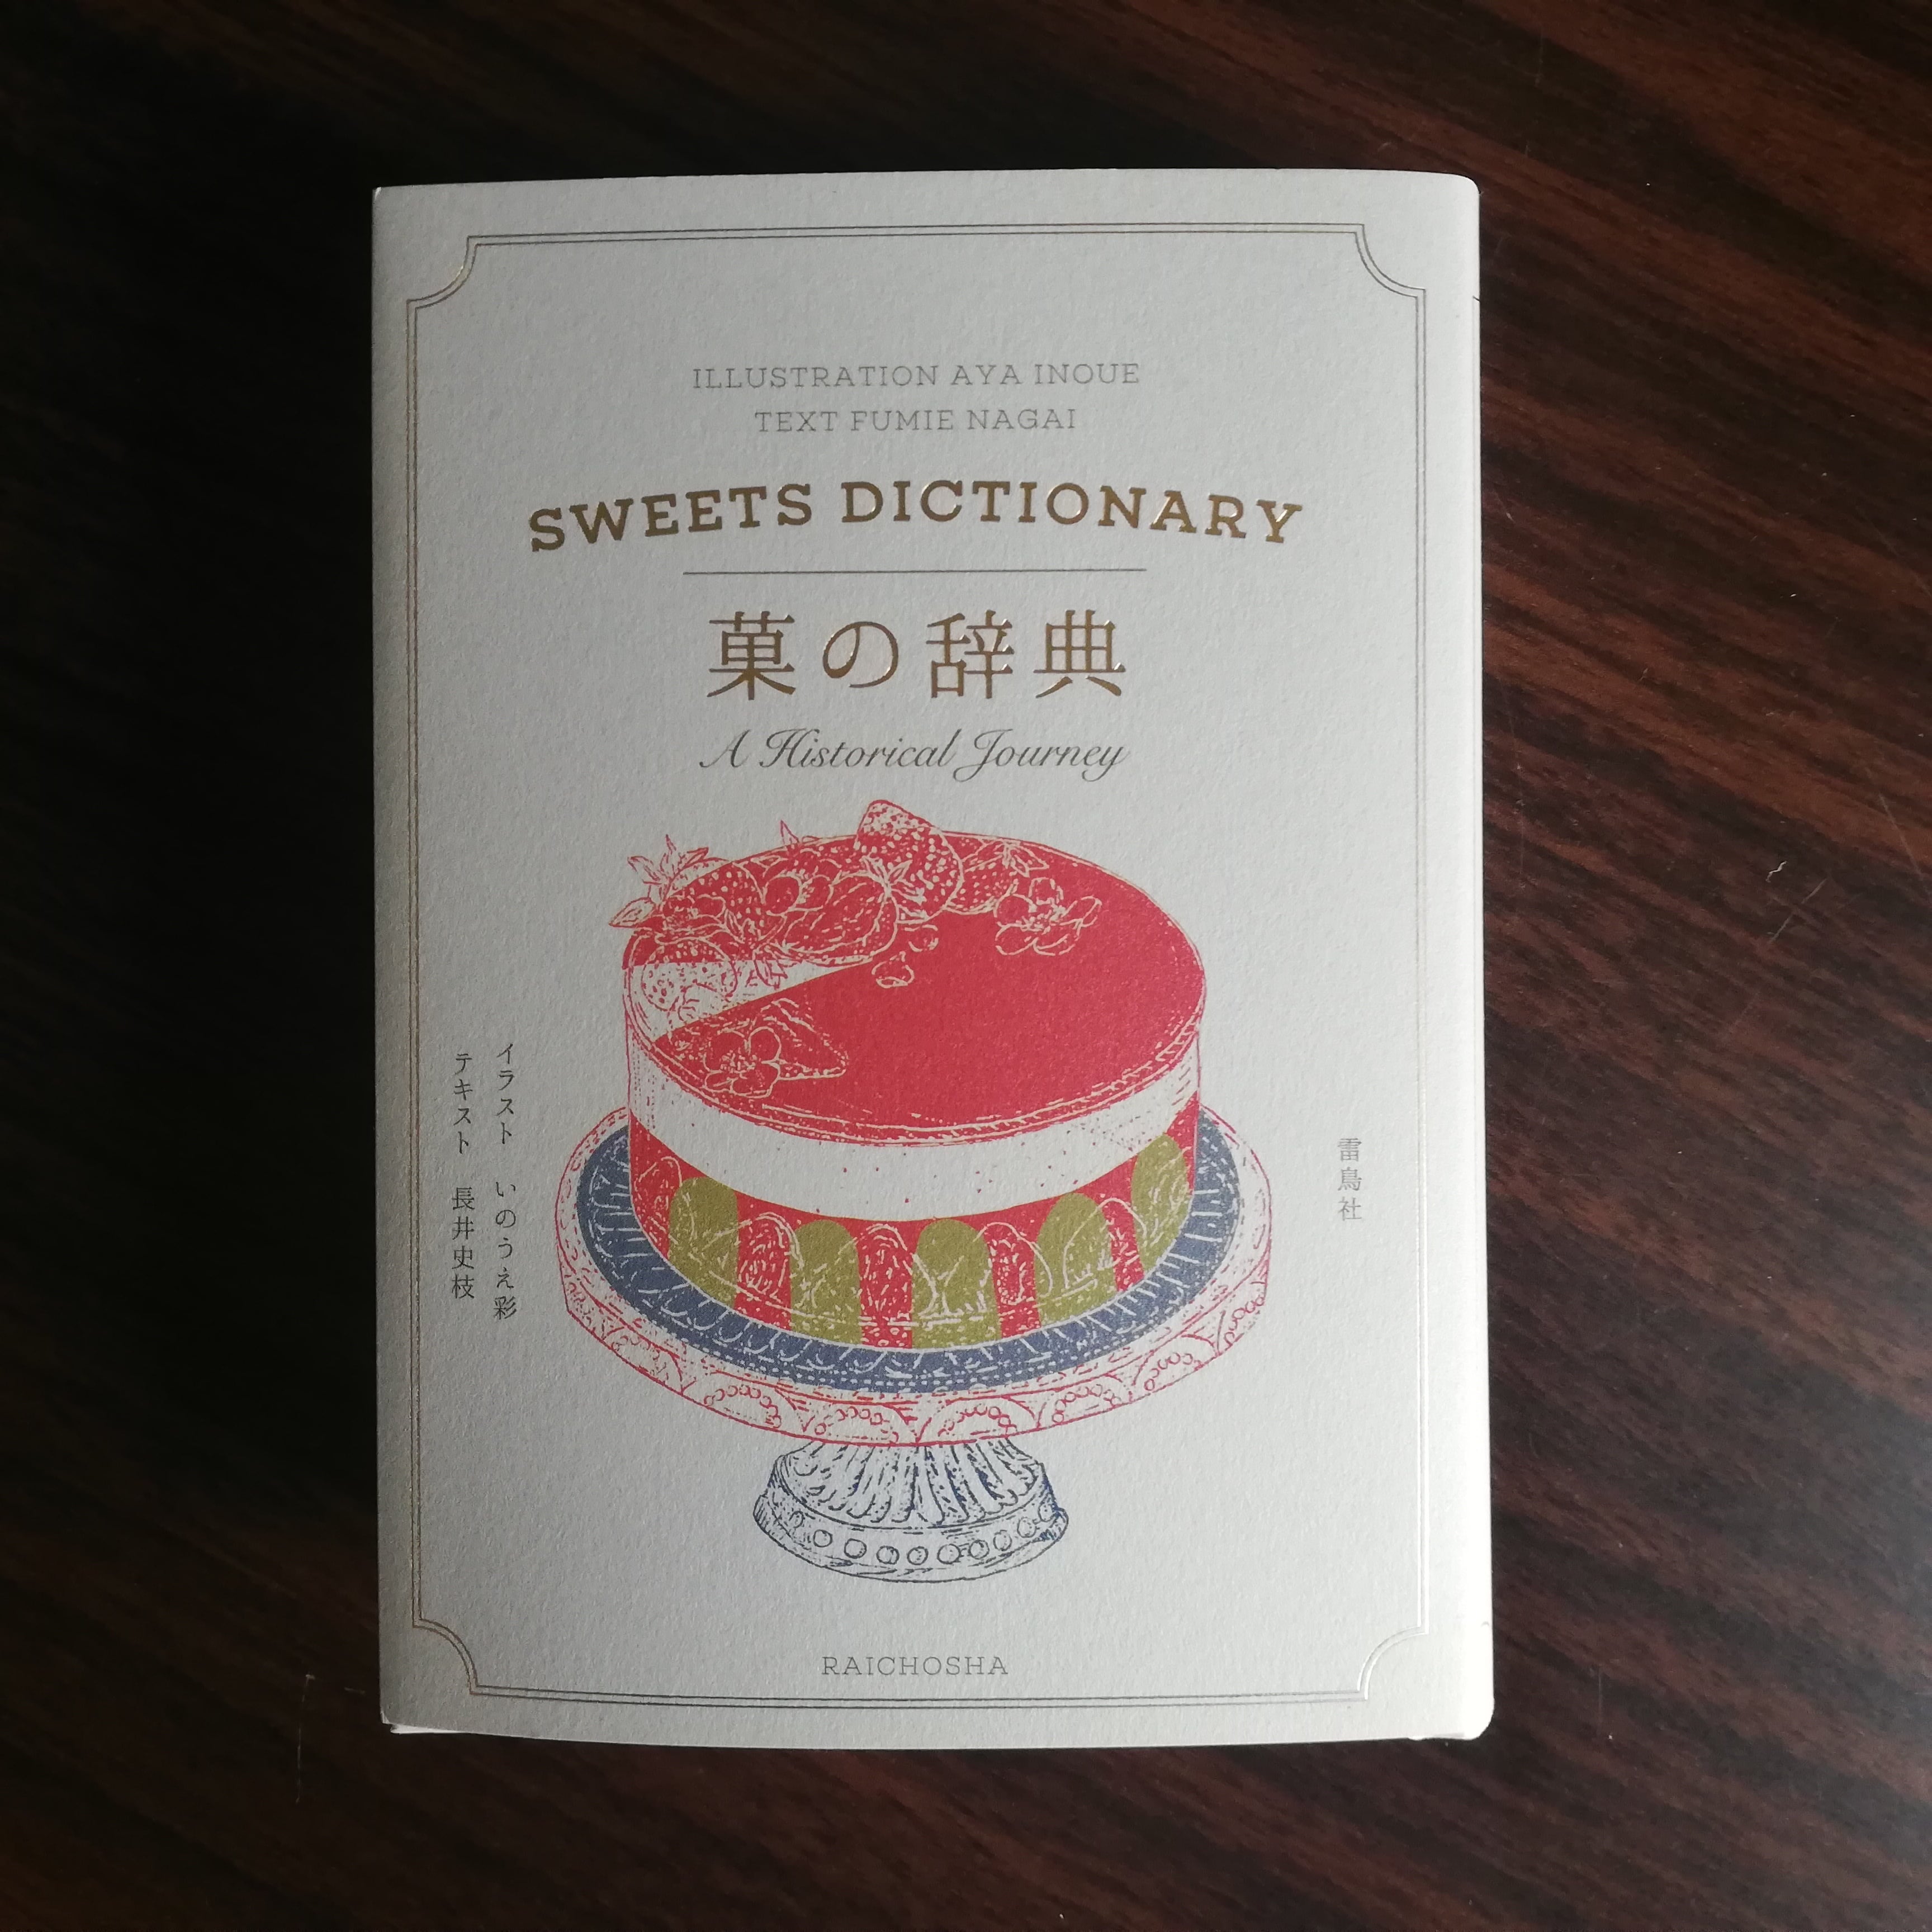 ILLUSTRATION AYA INOUE
TEXT FUMIE NAGAI
SWEETS DICTIONARY
菓の辞典
A Historical Journey
イラスト いのうえ彩
テキスト 長井史枝
雷鳥社
RAICHOSHA